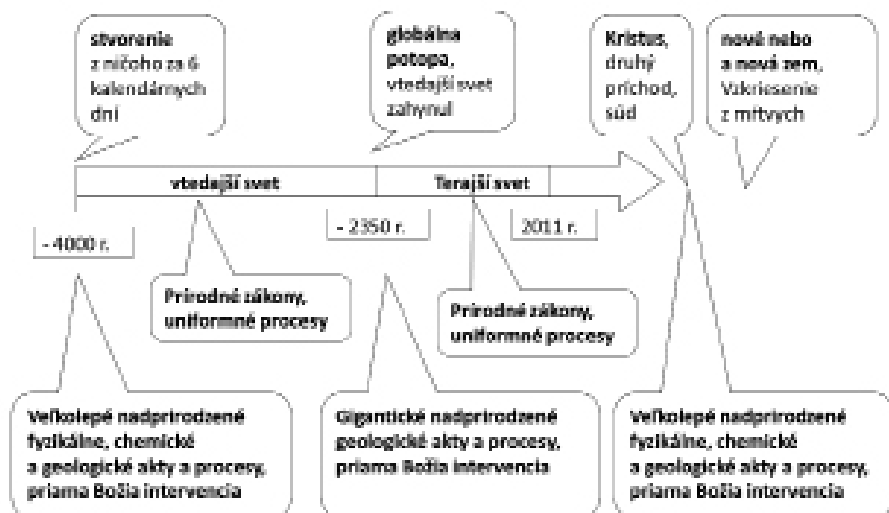 stvorenie
z ničoho za 6
kalendárnych
dní
globálna
potopa,
vtedajší svet
zahynul
Kristus,
druhý
príchod,
súd
nové nebo
a nová zem,
Vzkriesenie
z mŕtvych
vtedajší svet
Terajší svet
- 4000 r.
- 2350 r.
2011 r.
Prírodné zákony,
uniformné procesy
Prírodné zákony,
uniformné procesy
Veľkolepé nadprirodzené
fyzikálne, chemické
a geologické akty a procesy,
priama Božia intervencia
Gigantické nadprirodzené
geologické akty a procesy,
priama Božia intervencia
Veľkolepé nadprirodzené
fyzikálne, chemické
a geologické akty a procesy,
priama Božia intervencia